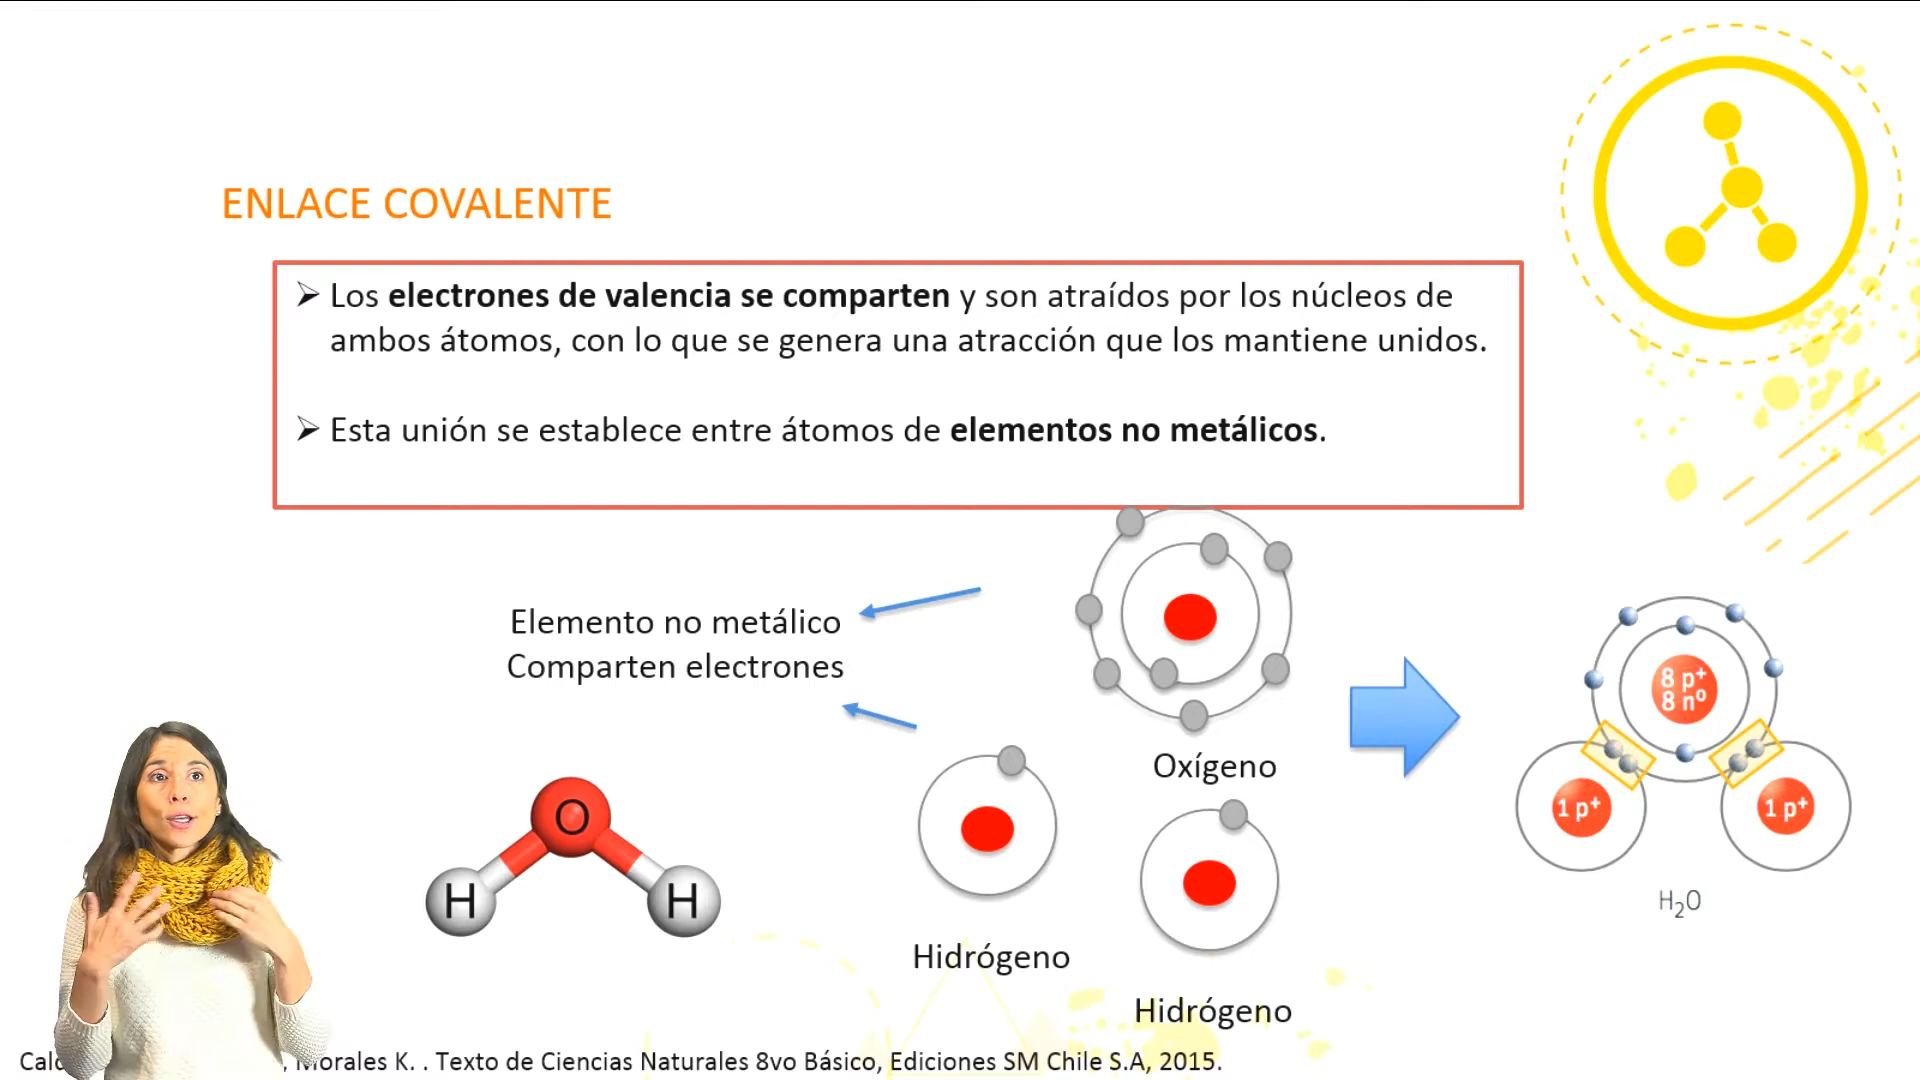 ENLACE COVALENTE
➢ Los electrones de valencia se comparten y son atraídos por los núcleos de
ambos átomos, con lo que se genera una atracción que los mantiene unidos.
➢ Esta unión se establece entre átomos de elementos no metálicos.
Elemento no metálico
Comparten electrones
8 p⁺
8 n⁰
Oxígeno
O
H H
1 p⁺ 1 p⁺
H₂O
Hidrógeno
Hidrógeno
, Morales K. . Texto de Ciencias Naturales 8vo Básico, Ediciones SM Chile S.A, 2015.